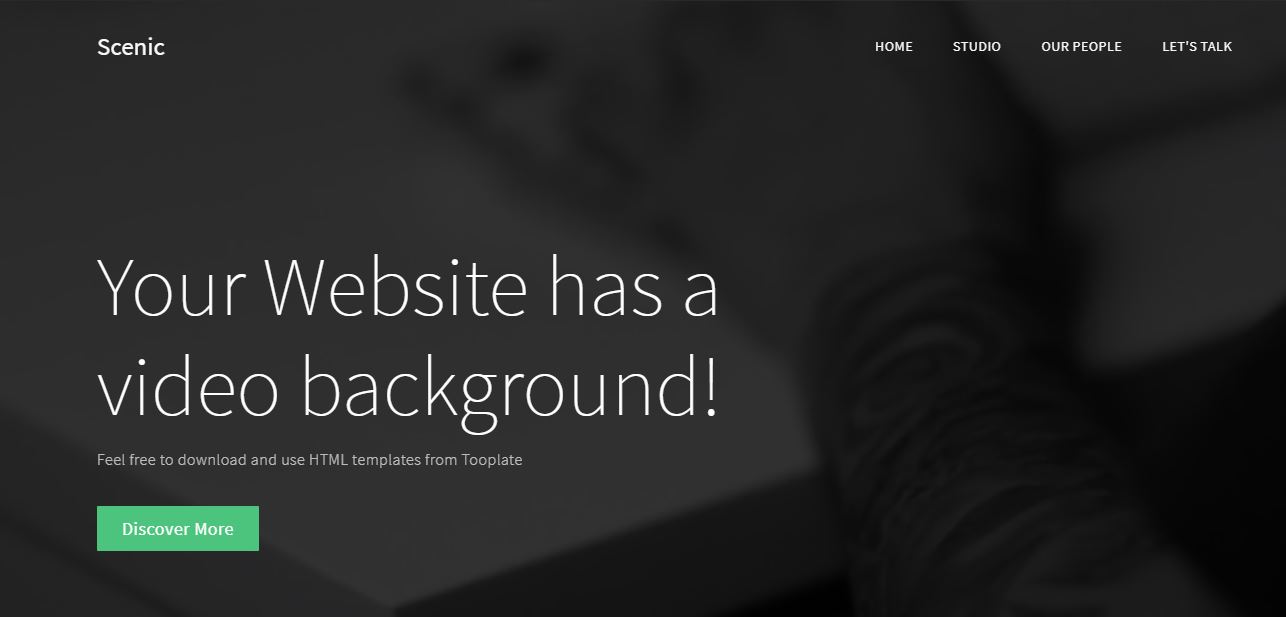 Scenic
HOME
STUDIO
OUR PEOPLE
LET'S TALK
Your Website has a
video background!
Feel free to download and use HTML templates from Tooplate
Discover More